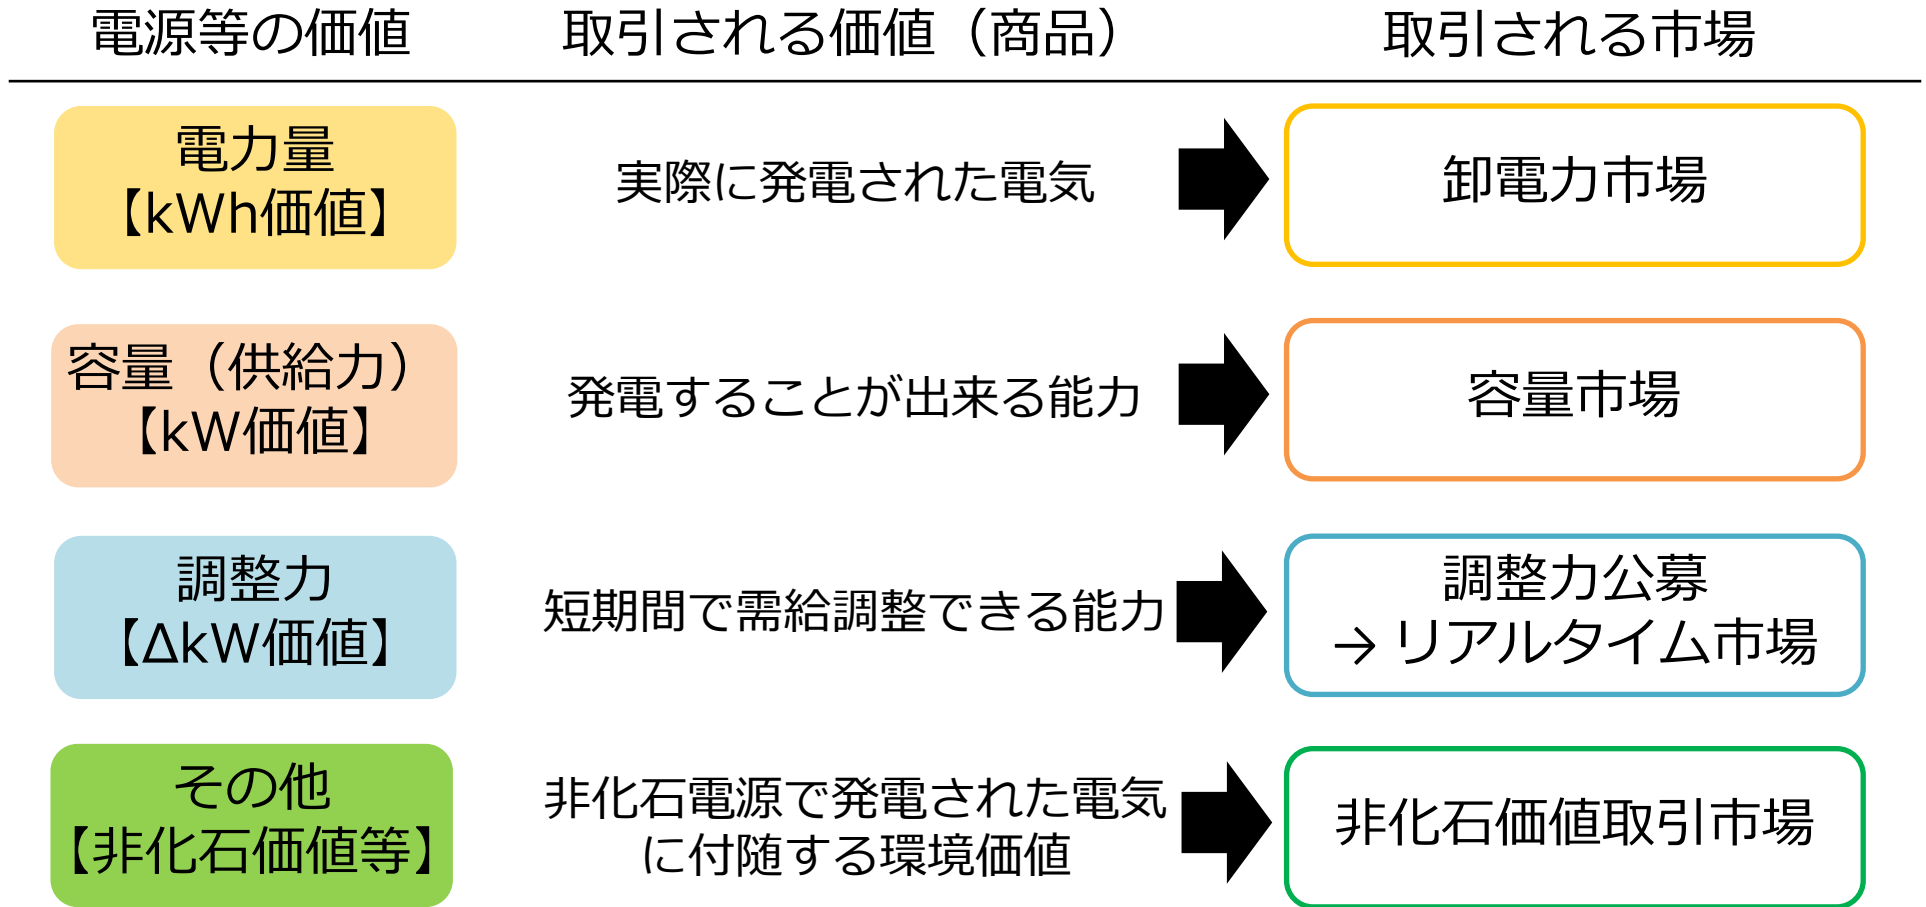 電源等の価値
取引される価値（商品）
取引される市場
電力量
【kWh価値】
実際に発電された電気
卸電力市場
容量（供給力）
【kW価値】
発電することが出来る能力
容量市場
調整力
【ΔkW価値】
短期間で需給調整できる能力
調整力公募
→ リアルタイム市場
その他
【非化石価値等】
非化石電源で発電された電気
に付随する環境価値
非化石価値取引市場